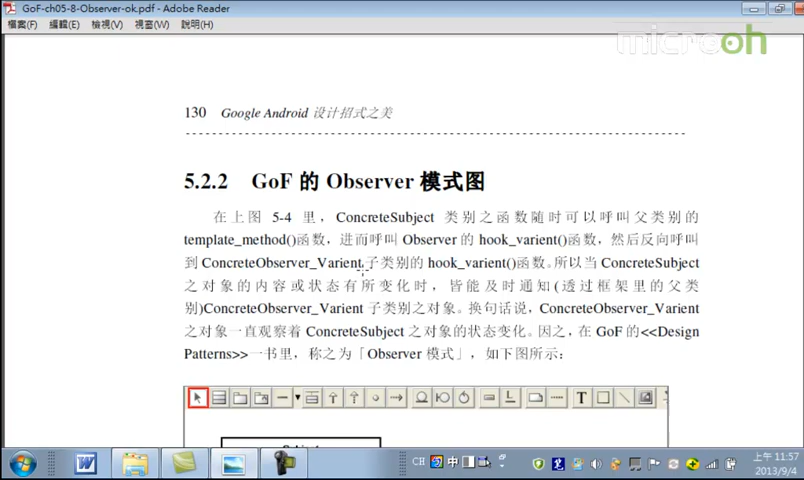 GoF-ch05-8-Observer-ok.pdf - Adobe Reader
檔案(F) 編輯(E) 檢視(V) 視窗(W) 說明(H)
microoh
130 Google Android 设计招式之美
5.2.2 GoF 的 Observer 模式图
在上图 5-4 里，ConcreteSubject 类别之函数随时可以呼叫父类别的
template_method()函数，进而呼叫 Observer 的 hook_varient()函数，然后反向呼叫
到 ConcreteObserver_Varient 子类别的 hook_varient()函数。所以当 ConcreteSubject
之对象的内容或状态有所变化时，皆能及时通知(透过框架里的父类
别)ConcreteObserver_Varient 子类别之对象。换句话说，ConcreteObserver_Varient
之对象一直观察着 ConcreteSubject 之对象的状态变化。因之，在 GoF 的<<Design
Patterns>>一书里，称之为「Observer 模式」，如下图所示：
T
CH 中
上午 11:57
2013/9/4